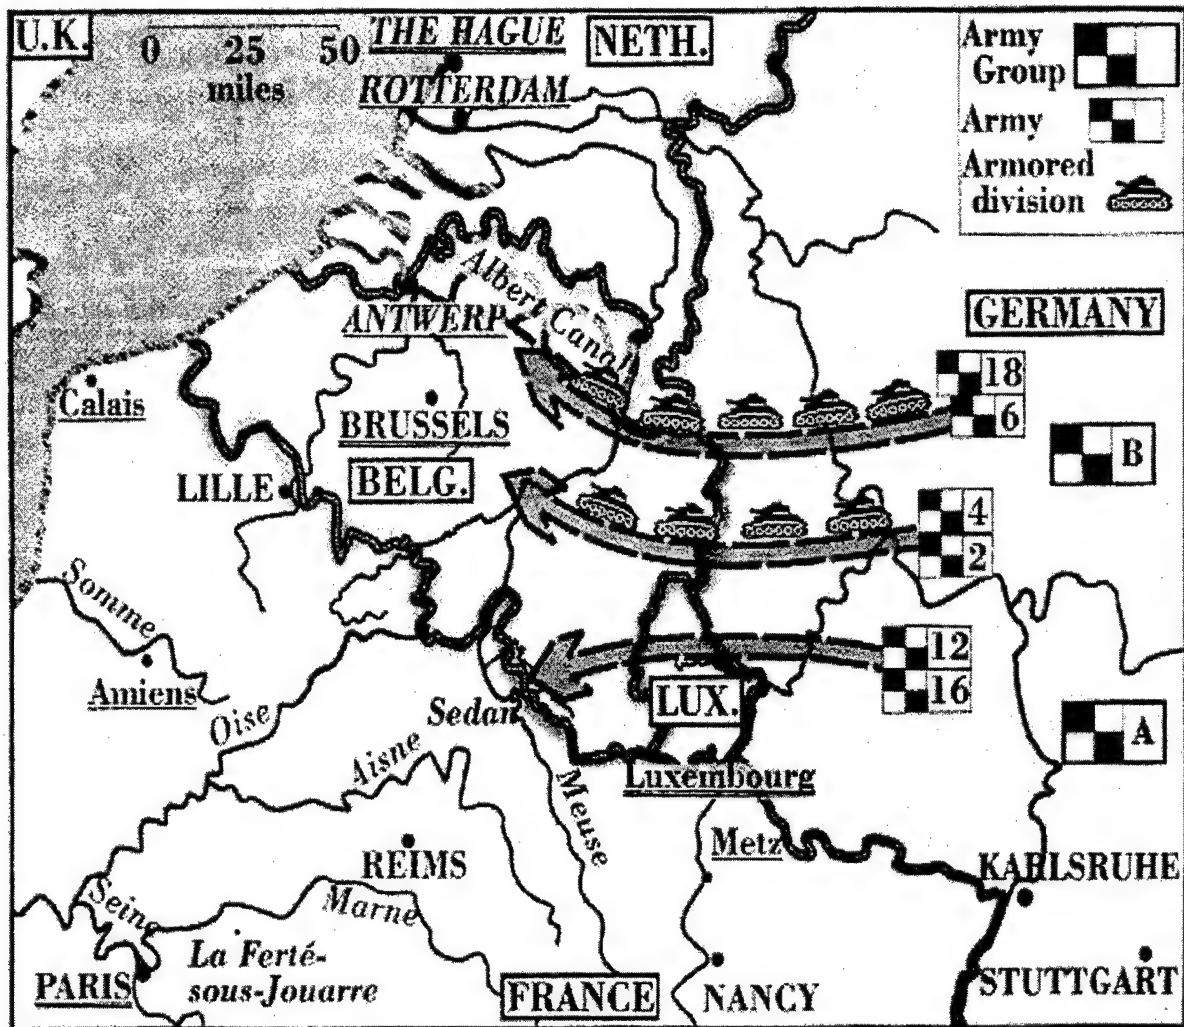 U.K.
0 25 50
miles
THE HAGUE
NETH.
ROTTERDAM
Army
Group
Army
Armored
division
Albert Canal
ANTWERP
GERMANY
Calais
18
6
BRUSSELS
B
LILLE
BELG.
4
2
Somme
12
16
Amiens
LUX.
Sedan
Oise
A
Aisne
Luxembourg
Meuse
Metz
REIMS
KARLSRUHE
Seine
Marne
La Ferté-
sous-Jouarre
PARIS
FRANCE
NANCY
STUTTGART